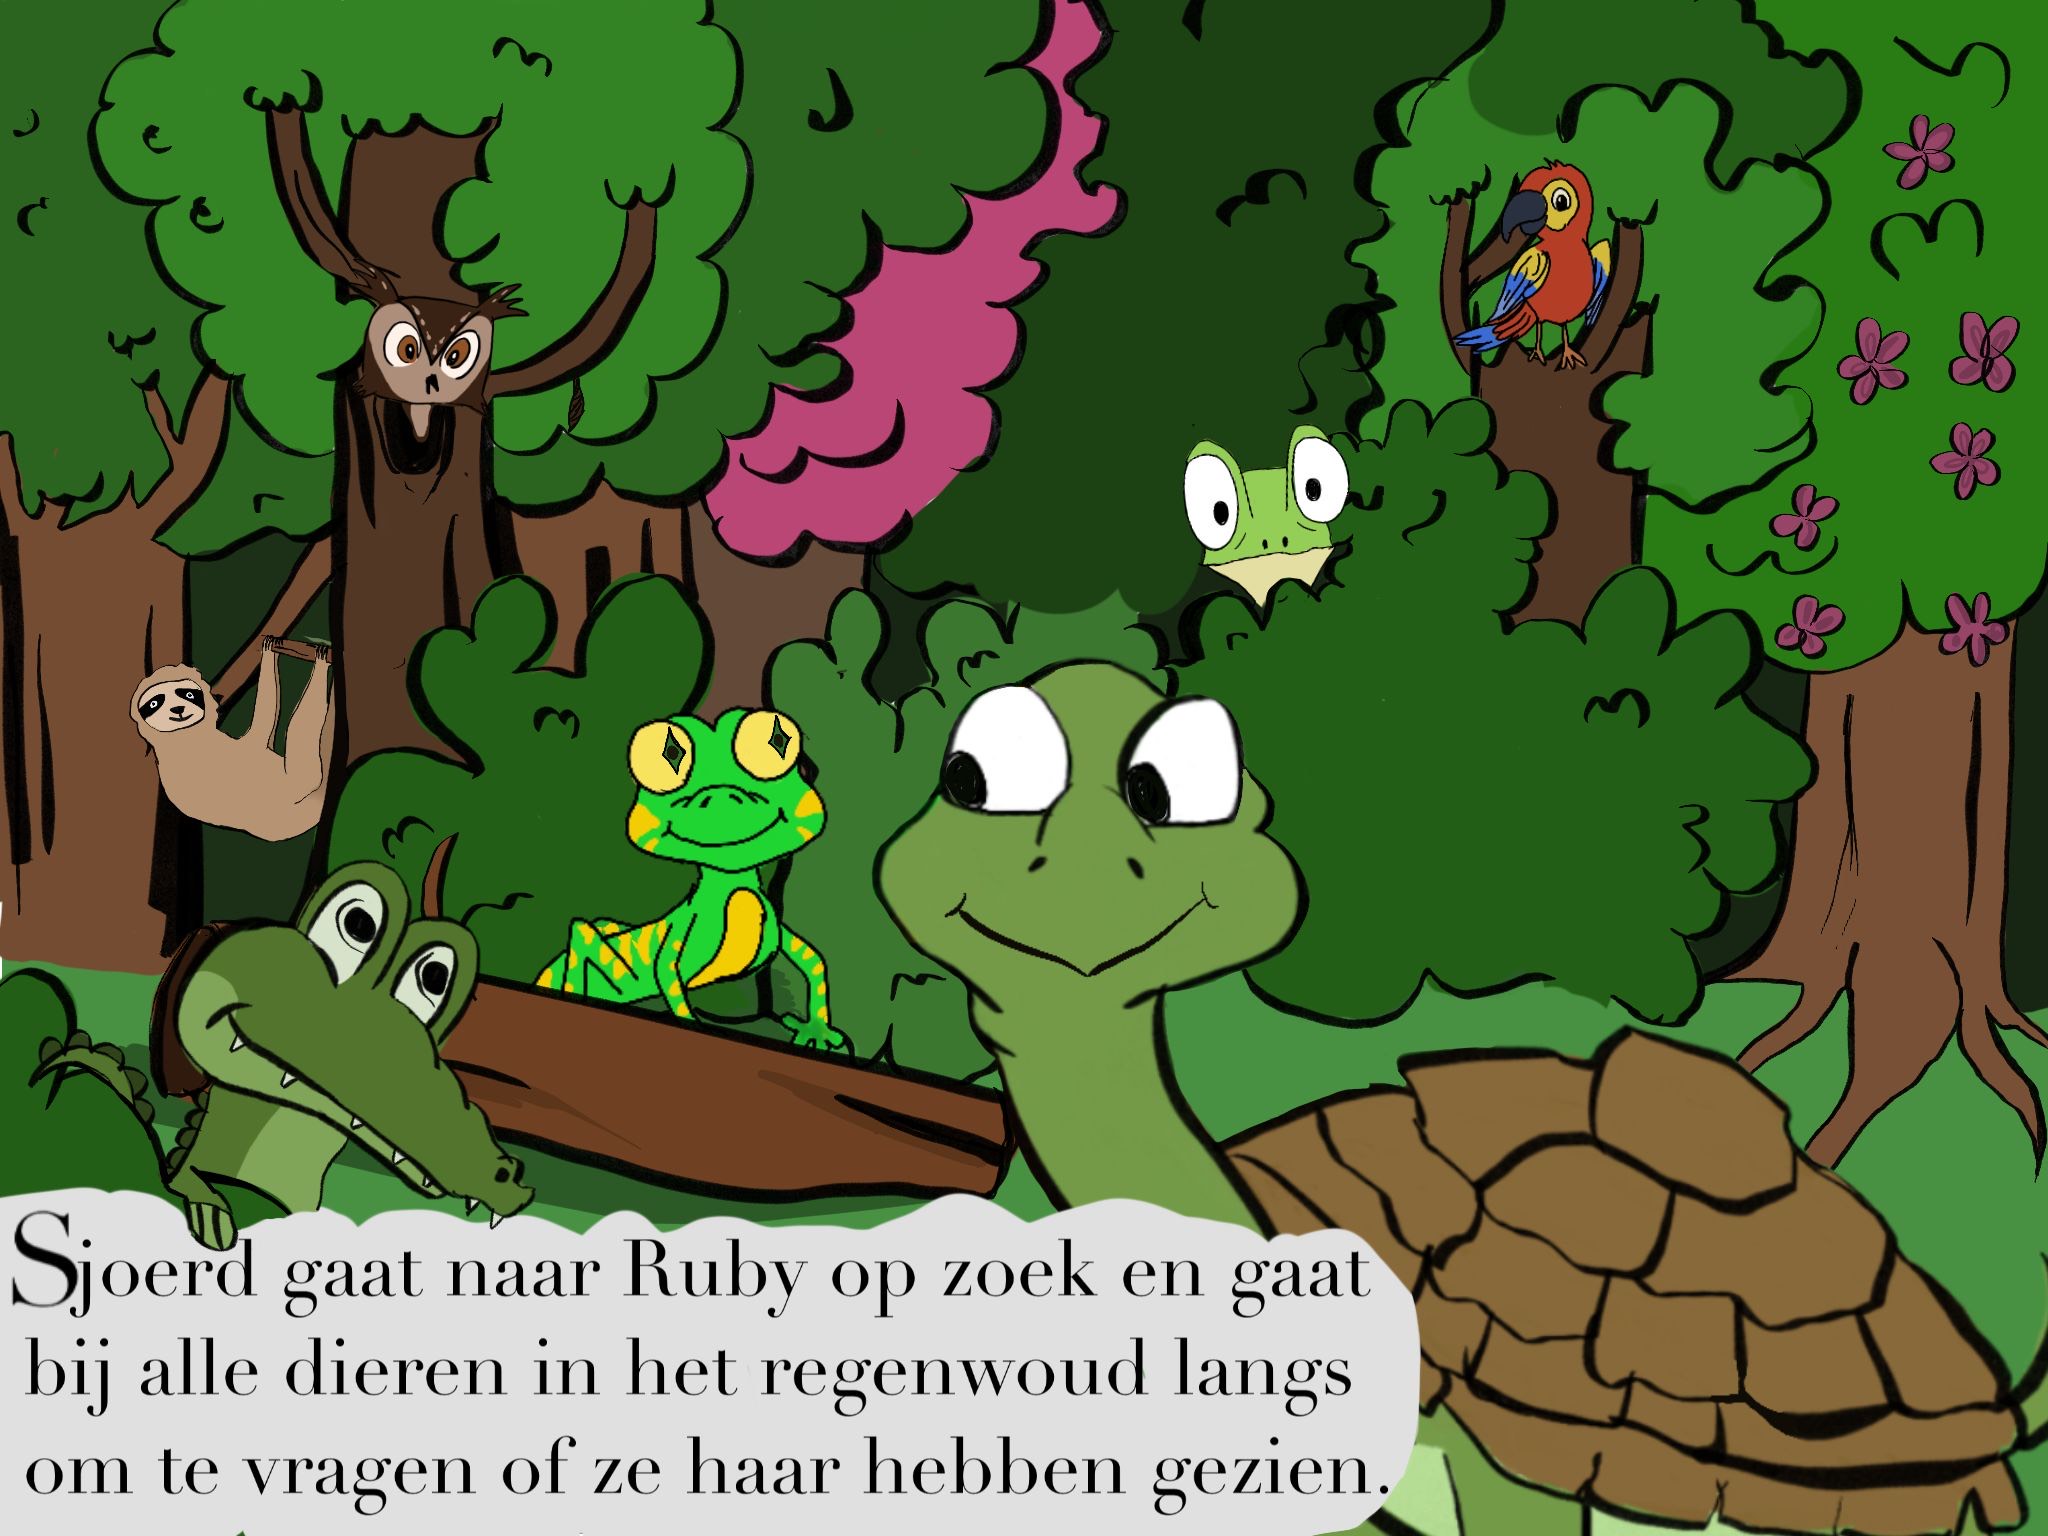 Sjoerd gaat naar Ruby op zoek en gaat
bij alle dieren in het regenwoud langs
om te vragen of ze haar hebben gezien.